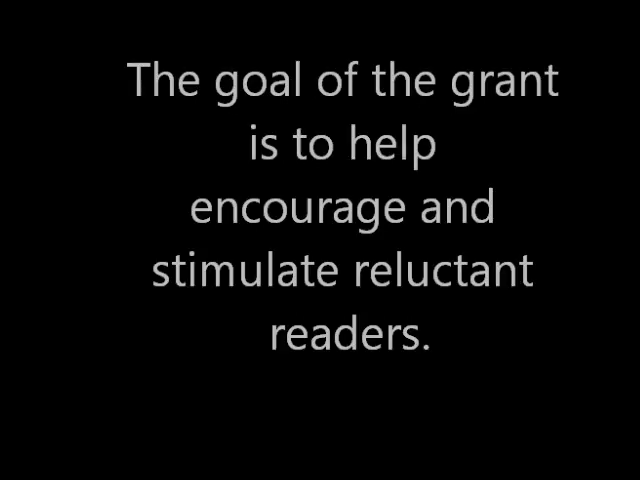 The goal of the grant
is to help
encourage and
stimulate reluctant
readers.